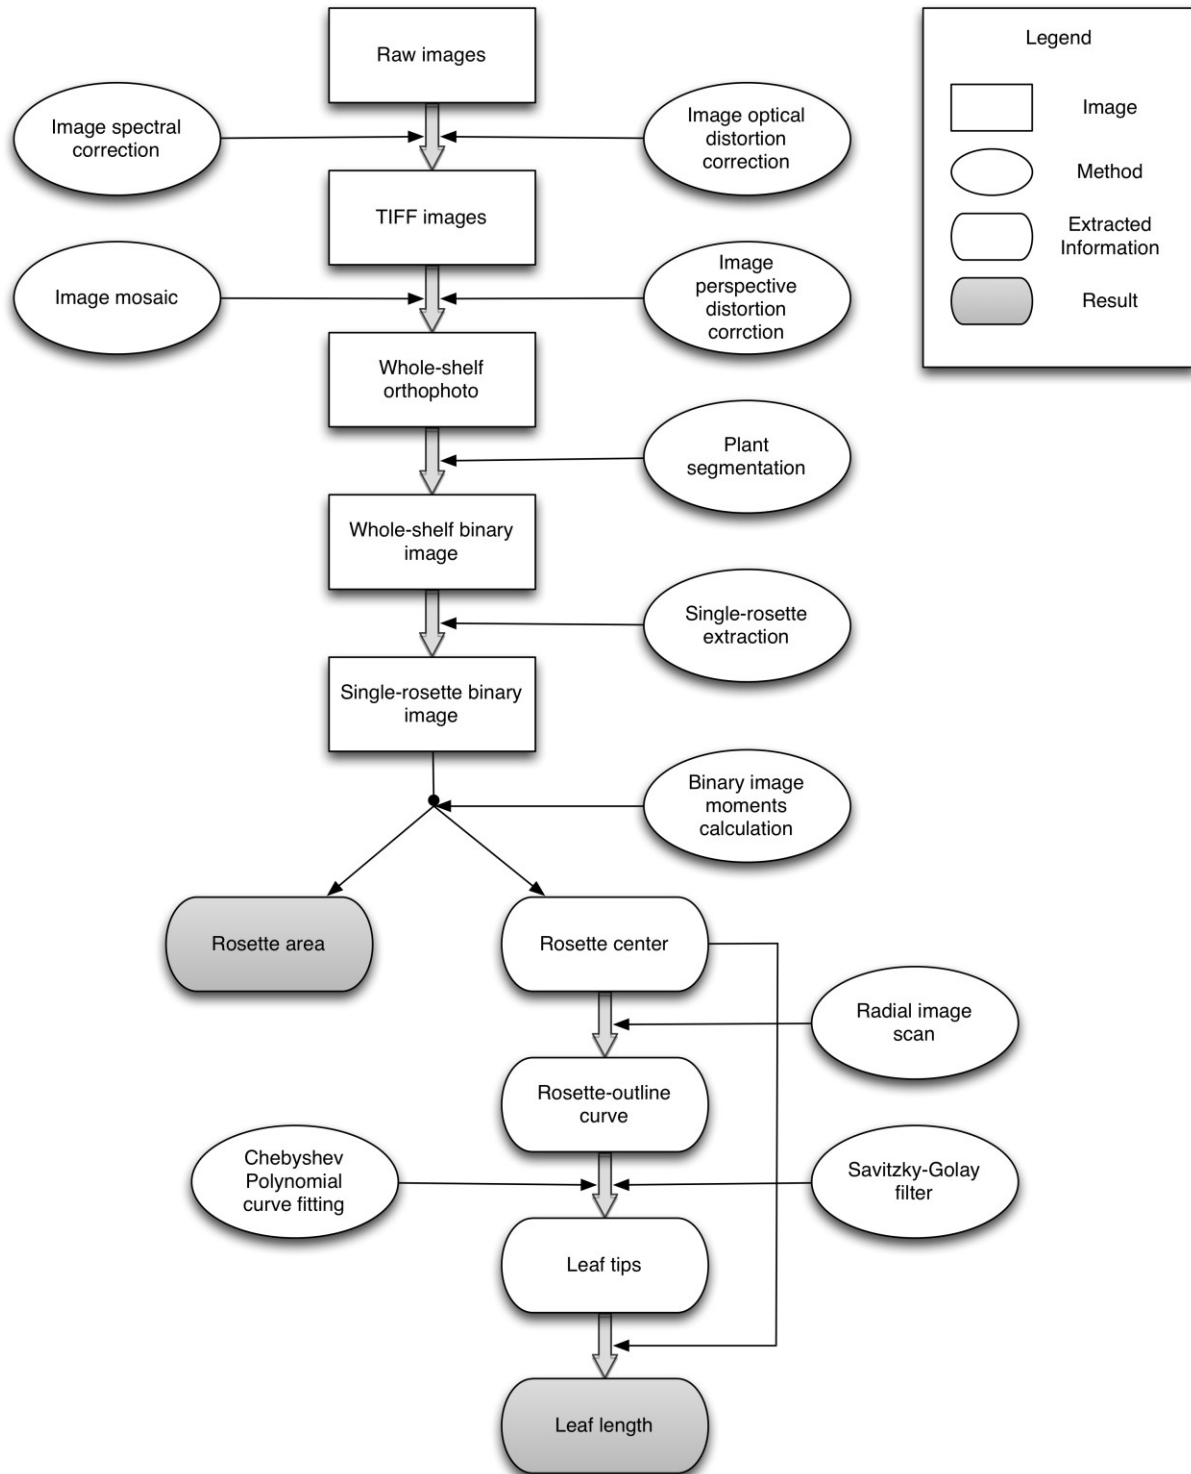 Raw images
Legend
Image
Image spectral
correction
Image optical
distortion
correction
Method
TIFF images
Extracted
Information
Image mosaic
Image
perspective
distortion
corrction
Result
Whole-shelf
orthophoto
Plant
segmentation
Whole-shelf binary
image
Single-rosette
extraction
Single-rosette binary
image
Binary image
moments
calculation
Rosette area
Rosette center
Radial image
scan
Rosette-outline
curve
Chebyshev
Polynomial
curve fitting
Savitzky-Golay
filter
Leaf tips
Leaf length